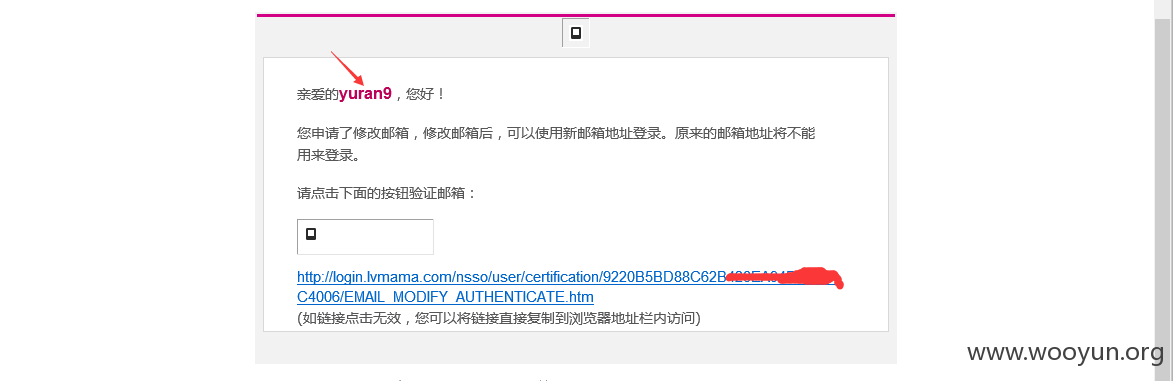 亲爱的yuran9，您好！
您申请了修改邮箱，修改邮箱后，可以使用新邮箱地址登录。原来的邮箱地址将不能
用来登录。
请点击下面的按钮验证邮箱：
http://login.lvmama.com/nsso/user/certification/9220B5BD88C62B
C4006/EMAIL_MODIFY_AUTHENTICATE.htm
(如链接点击无效，您可以将链接直接复制到浏览器地址栏内访问)
www.wooyun.org